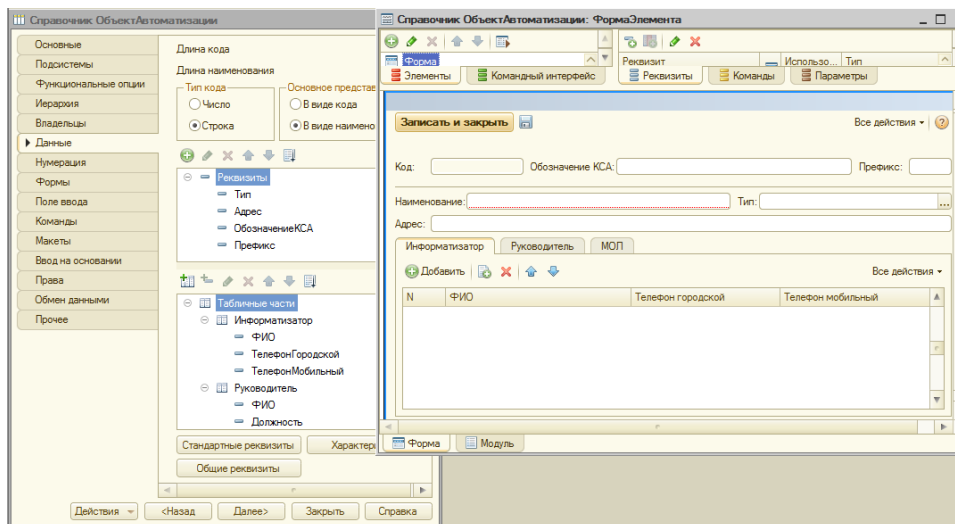 Справочник ОбъектАвтоматизации
Основные
Подсистемы
Функциональные опции
Иерархия
Владельцы
Данные
Нумерация
Формы
Поле ввода
Команды
Макеты
Ввод на основании
Права
Обмен данными
Прочее
Длина кода
Длина наименования
Тип кода
Число
Строка
Основное представ
В виде кода
В виде наимено
Реквизиты
Тип
Адрес
ОбозначениеКСА
Префикс
Табличные части
Информатизатор
ФИО
ТелефонГородской
ТелефонМобильный
Руководитель
ФИО
Должность
Стандартные реквизиты
Характери
Общие реквизиты
Действия
<Назад
Далее>
Закрыть
Справка
Справочник ОбъектАвтоматизации: ФормаЭлемента
Форма
Элементы
Командный интерфейс
Реквизит
Использо...
Тип
Реквизиты
Команды
Параметры
Записать и закрыть
Все действия
Код:
Обозначение КСА:
Префикс:
Наименование:
Тип:
...
Адрес:
Информатизатор
Руководитель
МОП
Добавить
Все действия
N
ФИО
Телефон городской
Телефон мобильный
Форма
Модуль